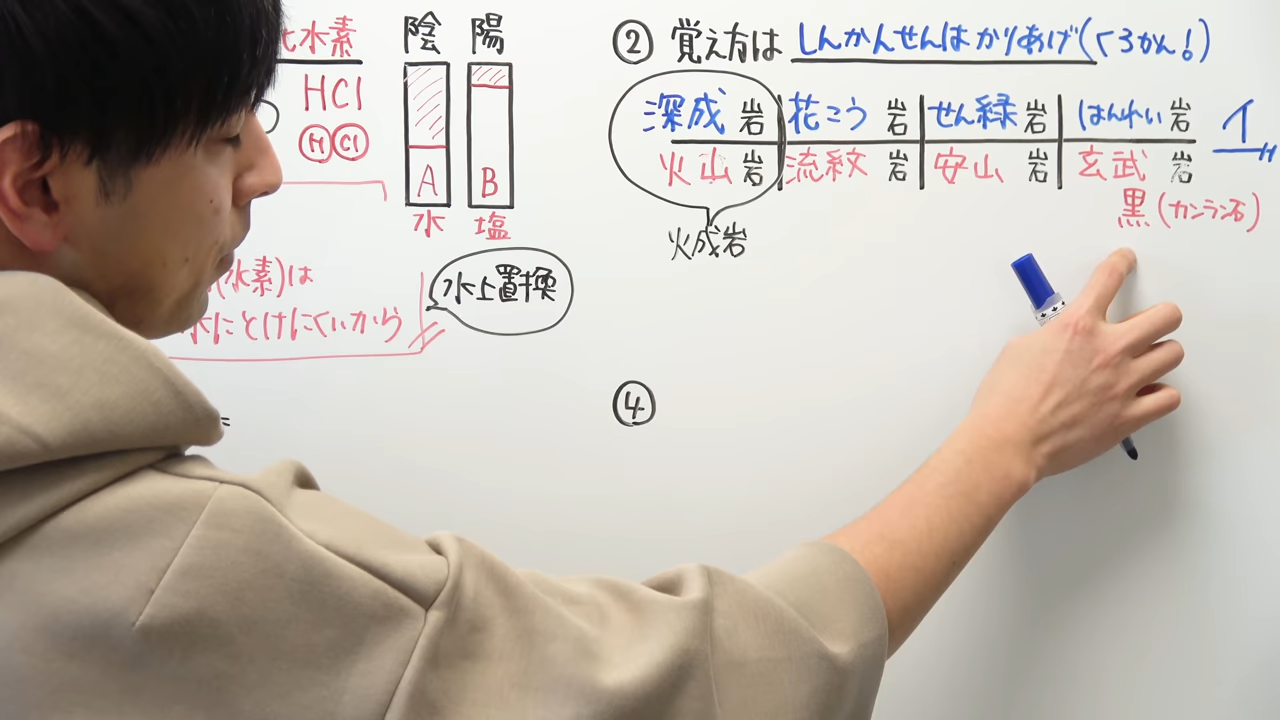 水素
HCl
H Cl
陰 陽
A B
水 塩
(水素)は
水にとけにくいから
水上置換
② 覚え方は しんかんせんはかりあげ(くろかん!)
深成岩 花こう岩 せん緑岩 はんれい岩 イ
火山岩 流紋岩 安山岩 玄武岩
黒(カンラン石)
火成岩
④
=